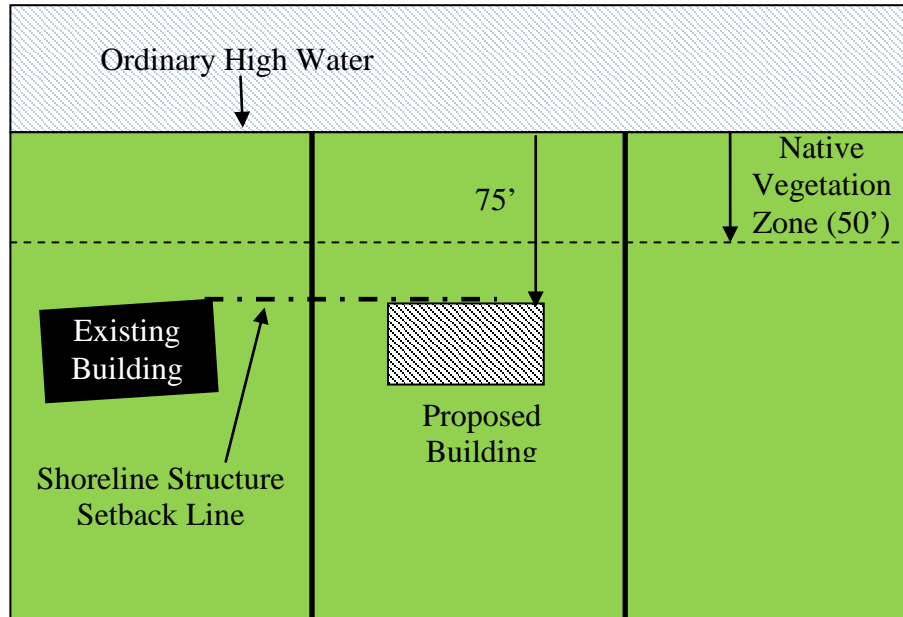 Ordinary High Water
75’
Native
Vegetation
Zone (50’)
Existing
Building
Proposed
Building
Shoreline Structure
Setback Line